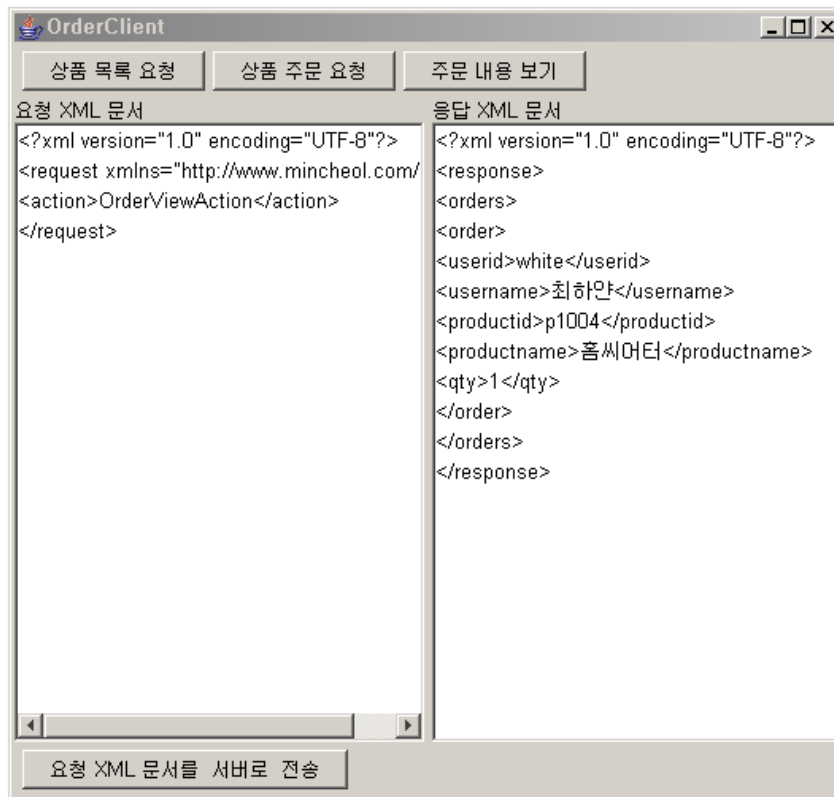 OrderClient
상품 목록 요청 상품 주문 요청 주문 내용 보기
요청 XML 문서
<?xml version="1.0" encoding="UTF-8"?>
<request xmlns="http://www.mincheol.com/
<action>OrderViewAction</action>
</request>
응답 XML 문서
<?xml version="1.0" encoding="UTF-8"?>
<response>
<orders>
<order>
<userid>white</userid>
<username>최하얀</username>
<productid>p1004</productid>
<productname>홈씨어터</productname>
<qty>1</qty>
</order>
</orders>
</response>
요청 XML 문서를 서버로 전송